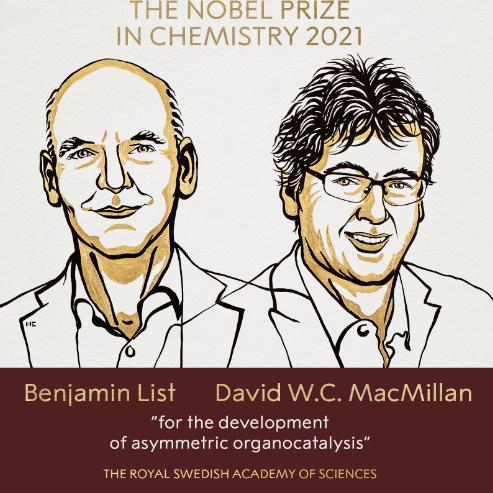 THE NOBEL PRIZE
IN CHEMISTRY 2021
Benjamin List David W.C. MacMillan
"for the development
of asymmetric organocatalysis"
THE ROYAL SWEDISH ACADEMY OF SCIENCES